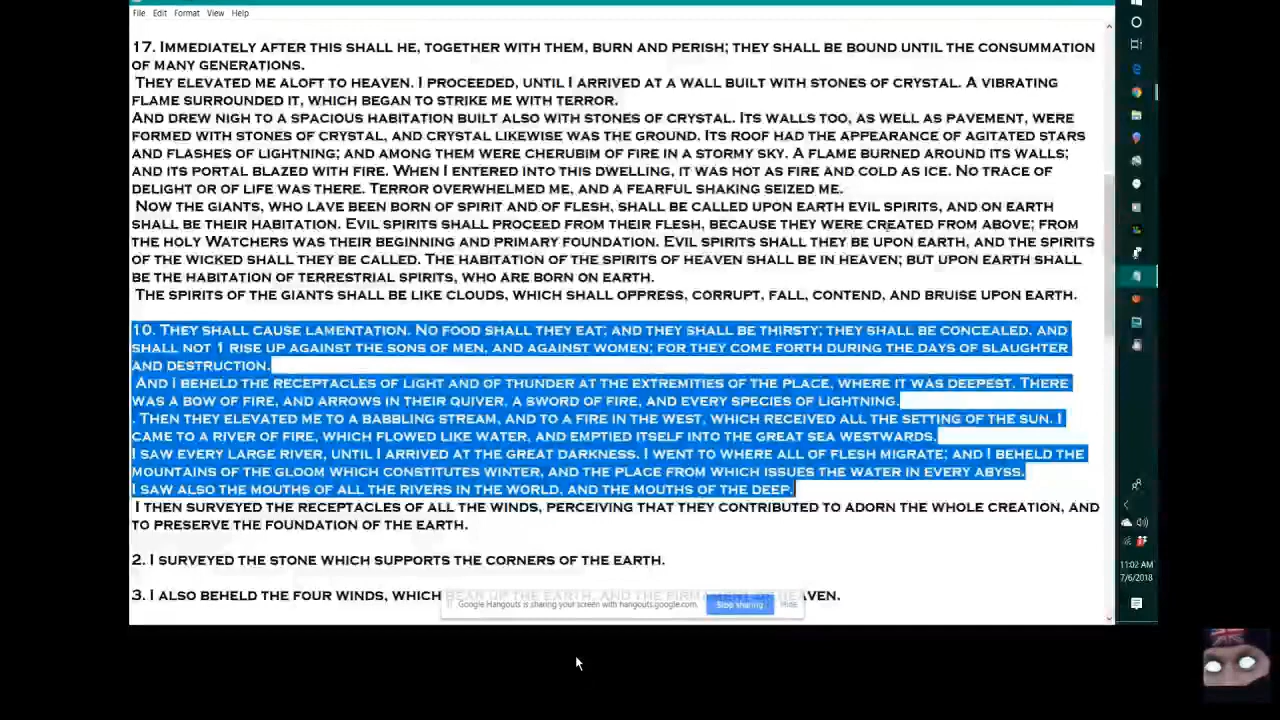 File Edit Format View Help
17. Immediately after this shall he, together with them, burn and perish; they shall be bound until the consummation
of many generations.
They elevated me aloft to heaven. I proceeded, until I arrived at a wall built with stones of crystal. A vibrating
flame surrounded it, which began to strike me with terror.
And drew nigh to a spacious habitation built also with stones of crystal. Its walls too, as well as pavement, were
formed with stones of crystal, and crystal likewise was the ground. Its roof had the appearance of agitated stars
and flashes of lightning; and among them were cherubim of fire in a stormy sky. A flame burned around its walls;
and its portal blazed with fire. When I entered into this dwelling, it was hot as fire and cold as ice. No trace of
delight or of life was there. Terror overwhelmed me, and a fearful shaking seized me.
Now the giants, who lave been born of spirit and of flesh, shall be called upon earth evil spirits, and on earth
shall be their habitation. Evil spirits shall proceed from their flesh, because they were created from above; from
the holy Watchers was their beginning and primary foundation. Evil spirits shall they be upon earth, and the spirits
of the wicked shall they be called. The habitation of the spirits of heaven shall be in heaven; but upon earth shall
be the habitation of terrestrial spirits, who are born on earth.
The spirits of the giants shall be like clouds, which shall oppress, corrupt, fall, contend, and bruise upon earth.
10. They shall cause lamentation. No food shall they eat; and they shall be thirsty; they shall be concealed, and
shall not 1 rise up against the sons of men, and against women; for they come forth during the days of slaughter
and destruction.
And I beheld the receptacles of light and of thunder at the extremities of the place, where it was deepest. There
was a bow of fire, and arrows in their quiver, a sword of fire, and every species of lightning.
. Then they elevated me to a babbling stream, and to a fire in the west, which received all the setting of the sun. I
came to a river of fire, which flowed like water, and emptied itself into the great sea westwards.
I saw every large river, until I arrived at the great darkness. I went to where all of flesh migrate; and I beheld the
mountains of the gloom which constitutes winter, and the place from which issues the water in every abyss.
I saw also the mouths of all the rivers in the world, and the mouths of the deep.
I then surveyed the receptacles of all the winds, perceiving that they contributed to adorn the whole creation, and
to preserve the foundation of the earth.
2. I surveyed the stone which supports the corners of the earth.
3. I also beheld the four winds, which bear up the earth, and the firmament of heaven.
Google Hangouts is sharing your screen with hangouts.google.com. Stop sharing Hide
11:02 AM
7/6/2018